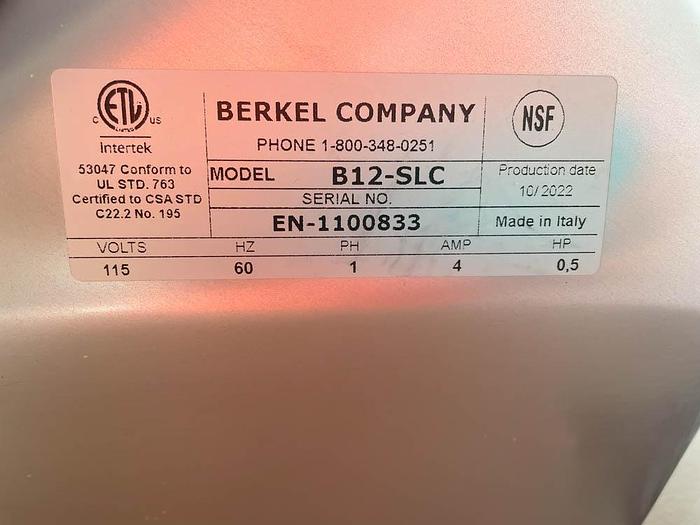 C ETL US
LISTED
Intertek
53047 Conform to
UL STD. 763
Certified to CSA STD
C22.2 No. 195
BERKEL COMPANY
PHONE 1-800-348-0251
MODEL B12-SLC
SERIAL NO.
EN-1100833
NSF
Production date
10/2022
Made in Italy
VOLTS HZ PH AMP HP
115 60 1 4 0,5